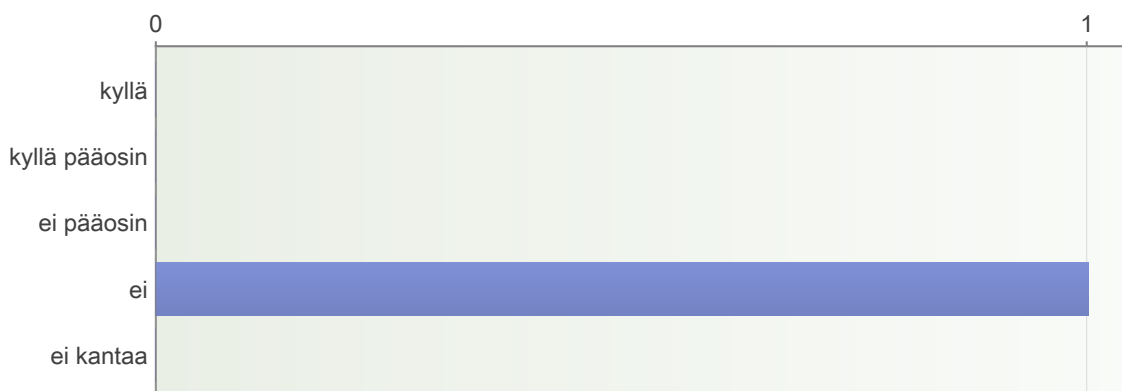 0 1
kyllä
kyllä pääosin
ei pääosin
ei
ei kantaa